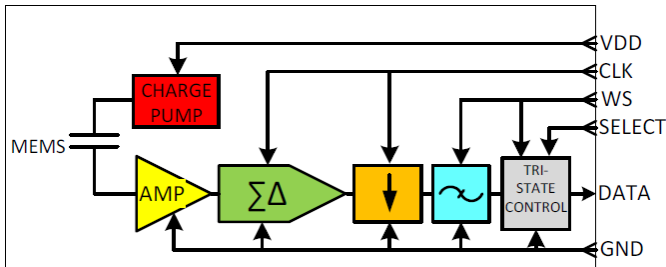 VDD
CLK
WS
SELECT
CHARGE
PUMP
MEMS
AMP
∑Δ
TRI-
STATE
CONTROL
DATA
GND